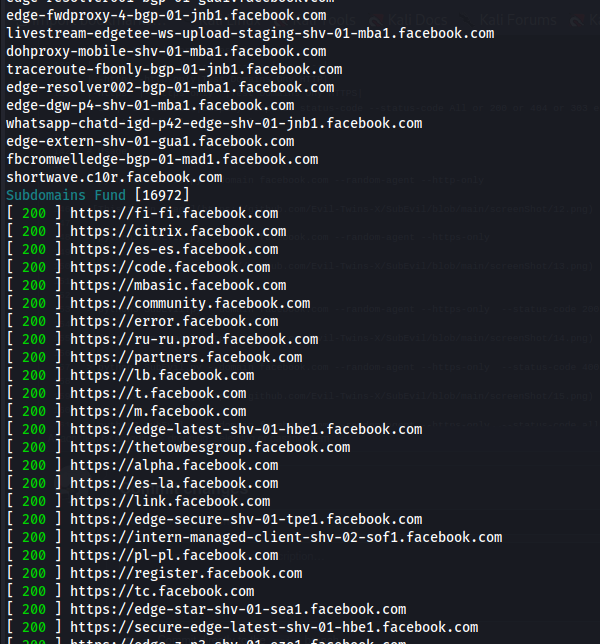 edge-fwdproxy-4-bgp-01-jnb1.facebook.com
livestream-edgetee-ws-upload-staging-shv-01-mba1.facebook.com
dohproxy-mobile-shv-01-mba1.facebook.com
traceroute-fbonly-bgp-01-jnb1.facebook.com
edge-resolver002-bgp-01-mba1.facebook.com
edge-dgw-p4-shv-01-mba1.facebook.com
whatsapp-chatd-igd-p42-edge-shv-01-jnb1.facebook.com
edge-extern-shv-01-gua1.facebook.com
fbcromwelledge-bgp-01-mad1.facebook.com
shortwave.c10r.facebook.com
Subdomains Fund [16972]
[ 200 ] https://fi-fi.facebook.com
[ 200 ] https://citrix.facebook.com
[ 200 ] https://es-es.facebook.com
[ 200 ] https://code.facebook.com
[ 200 ] https://mbasic.facebook.com
[ 200 ] https://community.facebook.com
[ 200 ] https://error.facebook.com
[ 200 ] https://ru-ru.prod.facebook.com
[ 200 ] https://partners.facebook.com
[ 200 ] https://lb.facebook.com
[ 200 ] https://t.facebook.com
[ 200 ] https://m.facebook.com
[ 200 ] https://edge-latest-shv-01-hbe1.facebook.com
[ 200 ] https://thetowbesgroup.facebook.com
[ 200 ] https://alpha.facebook.com
[ 200 ] https://es-la.facebook.com
[ 200 ] https://link.facebook.com
[ 200 ] https://edge-secure-shv-01-tpe1.facebook.com
[ 200 ] https://intern-managed-client-shv-02-sof1.facebook.com
[ 200 ] https://pl-pl.facebook.com
[ 200 ] https://register.facebook.com
[ 200 ] https://tc.facebook.com
[ 200 ] https://edge-star-shv-01-sea1.facebook.com
[ 200 ] https://secure-edge-latest-shv-01-hbe1.facebook.com